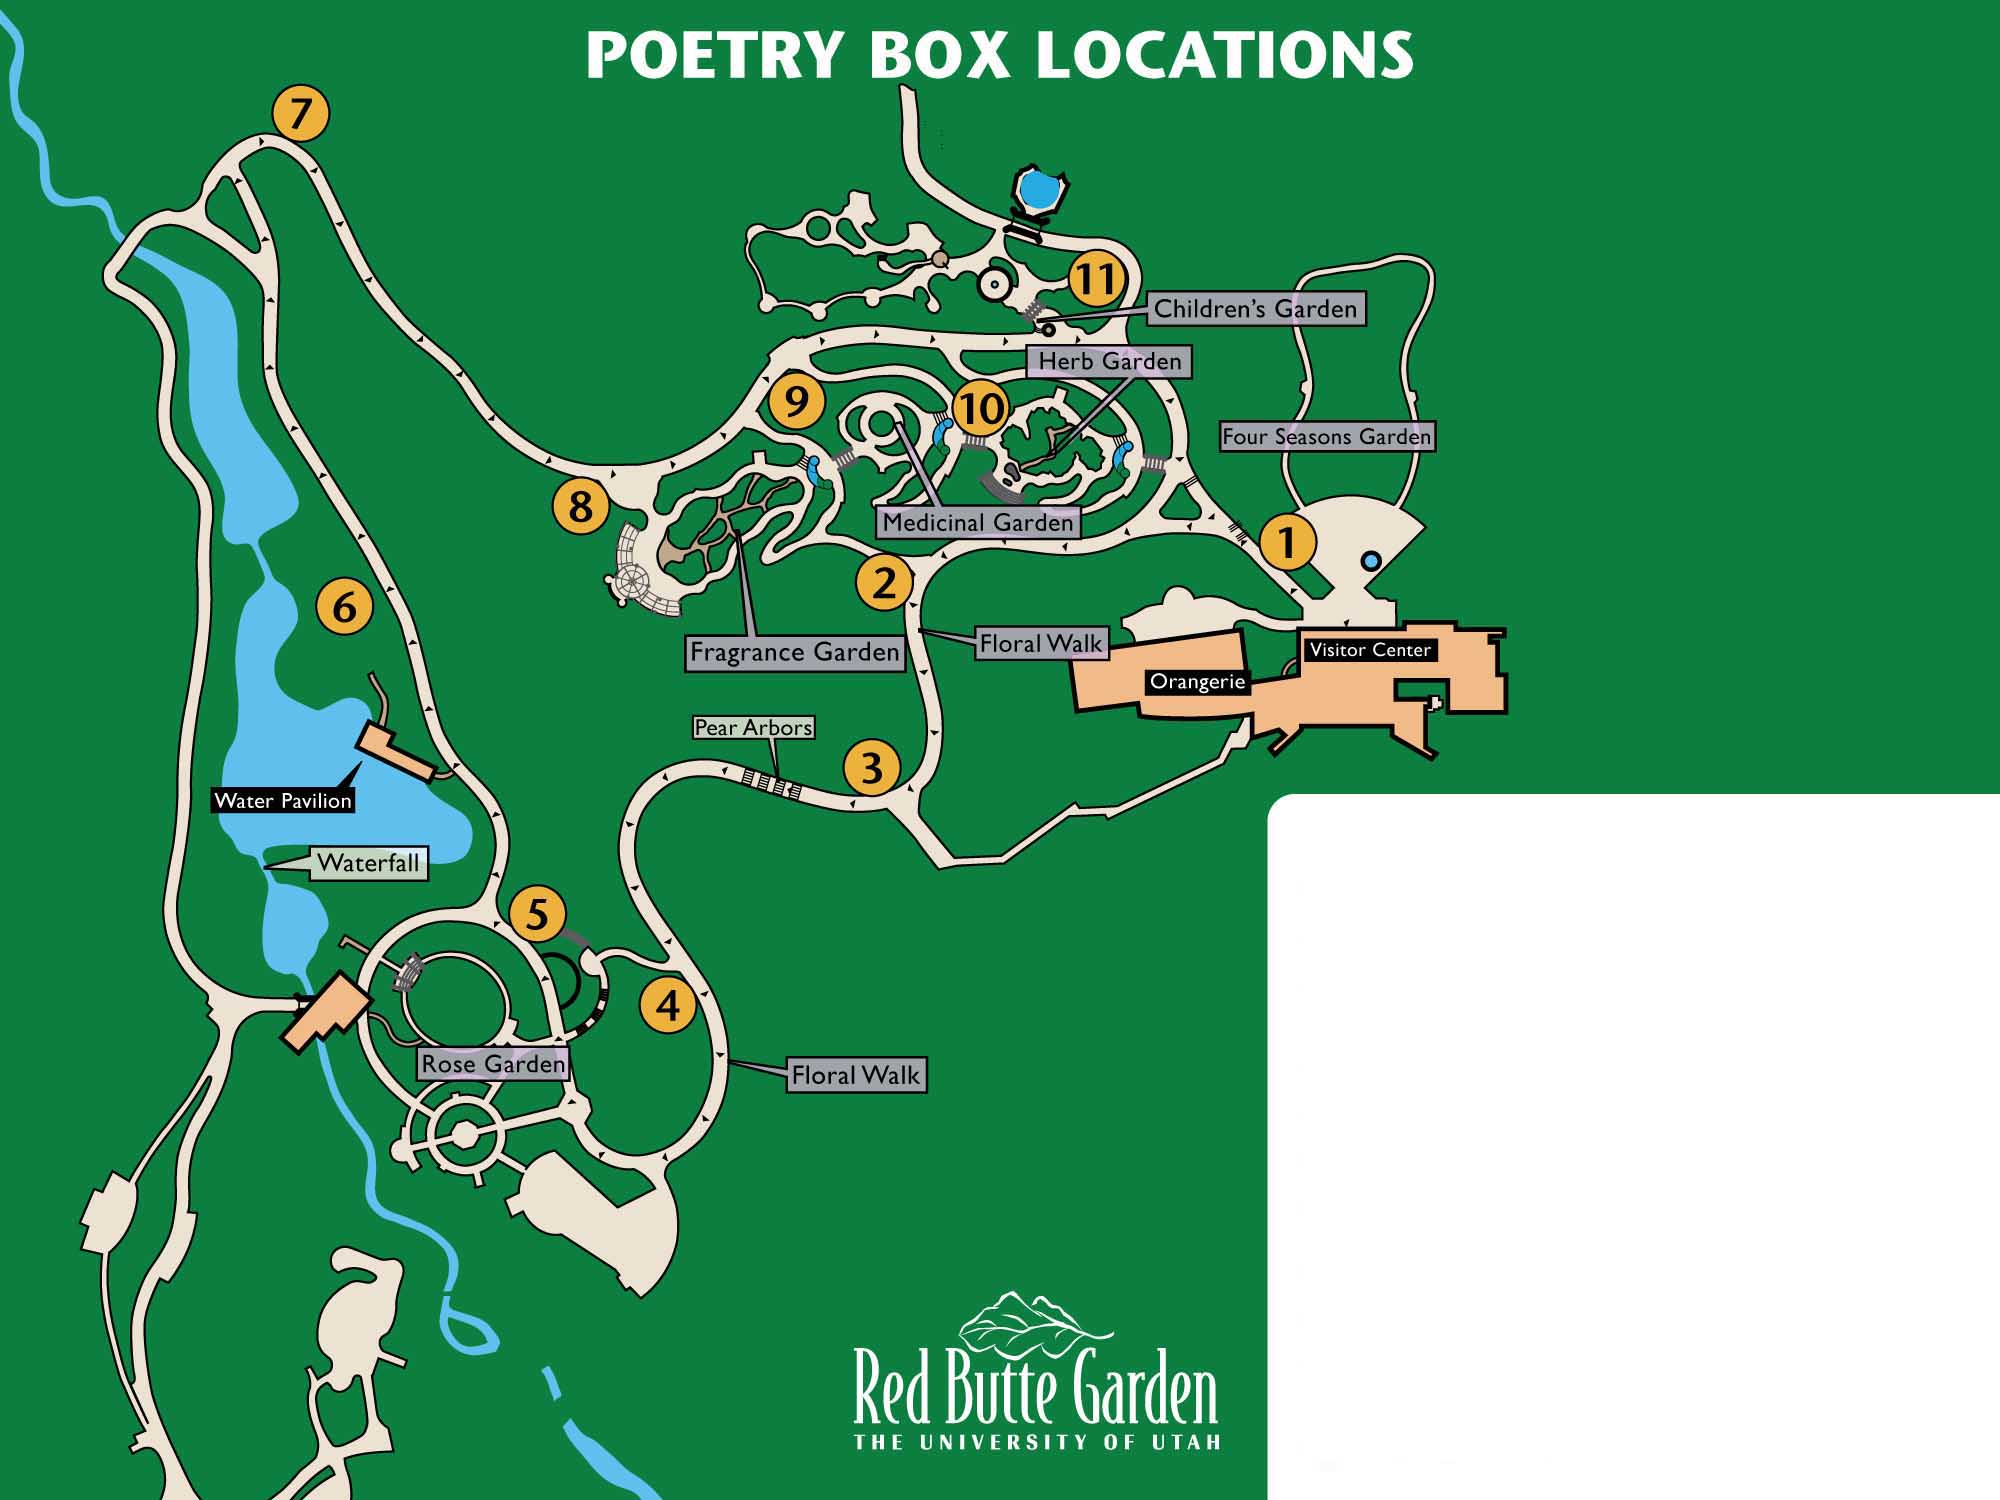 POETRY BOX LOCATIONS
7
11
Children's Garden
Herb Garden
9
10
Four Seasons Garden
8
Medicinal Garden
1
2
6
Fragrance Garden
Floral Walk
Visitor Center
Orangerie
Pear Arbors
3
Water Pavilion
Waterfall
5
4
Rose Garden
Floral Walk
Red Butte Garden
THE UNIVERSITY OF UTAH